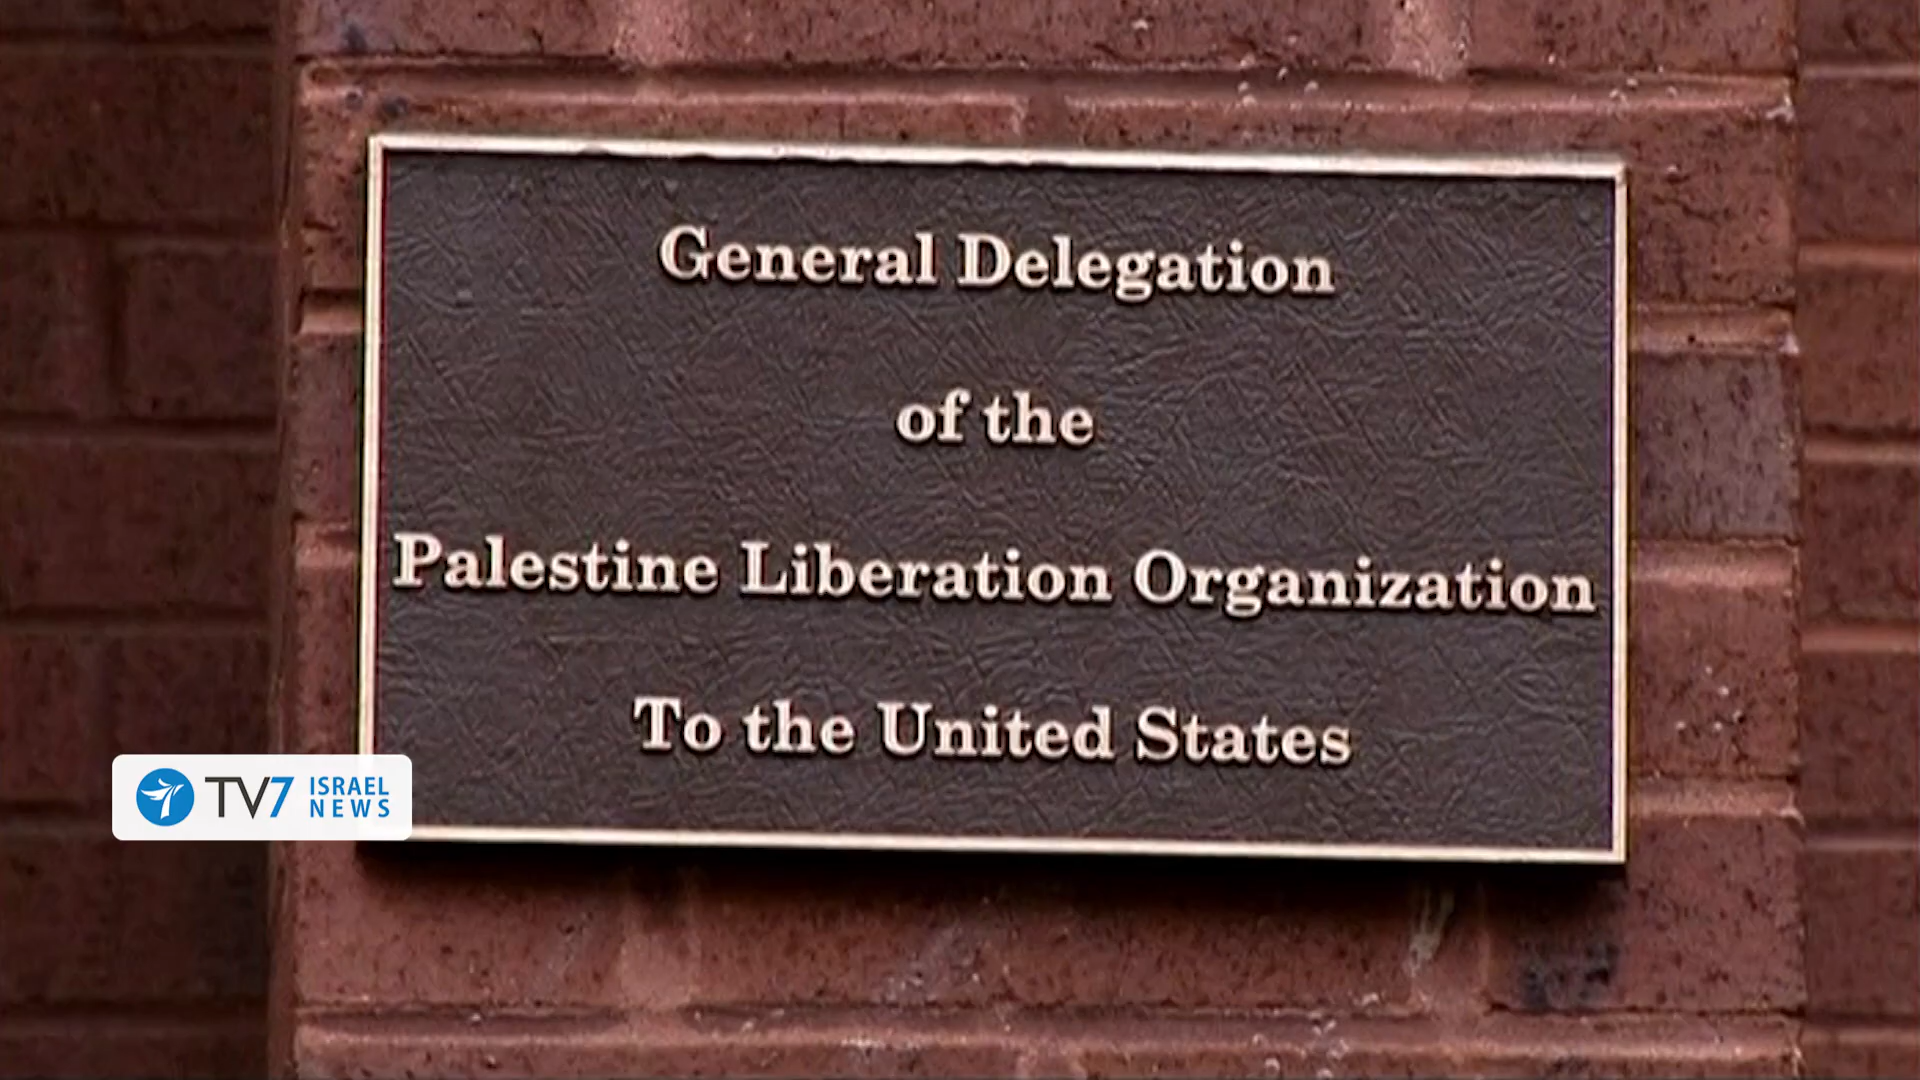 General Delegation
of the
Palestine Liberation Organization
To the United States
TV7 ISRAEL
NEWS